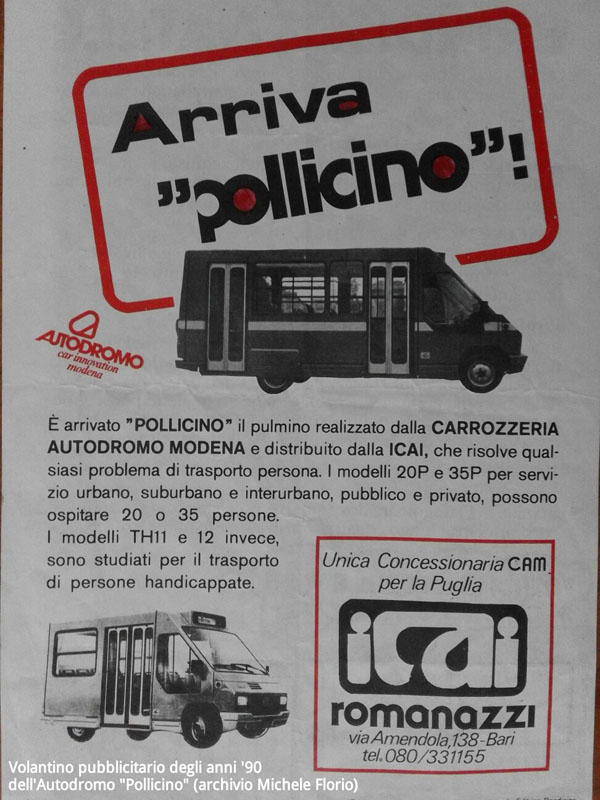 Arriva
"pollicino"!
AUTODROMO
car innovation
modena
È arrivato "POLLICINO" il pulmino realizzato dalla CARROZZERIA
AUTODROMO MODENA e distribuito dalla ICAI, che risolve qual-
siasi problema di trasporto persona. I modelli 20P e 35P per servi-
zio urbano, suburbano e interurbano, pubblico e privato, possono
ospitare 20 o 35 persone.
I modelli TH11 e 12 invece,
sono studiati per il trasporto
di persone handicappate.
Unica Concessionaria CAM
per la Puglia
icai
romanazzi
via Amendola, 138 - Bari
tel. 080/331155
Volantino pubblicitario degli anni '90
dell'Autodromo "Pollicino" (archivio Michele Florio)